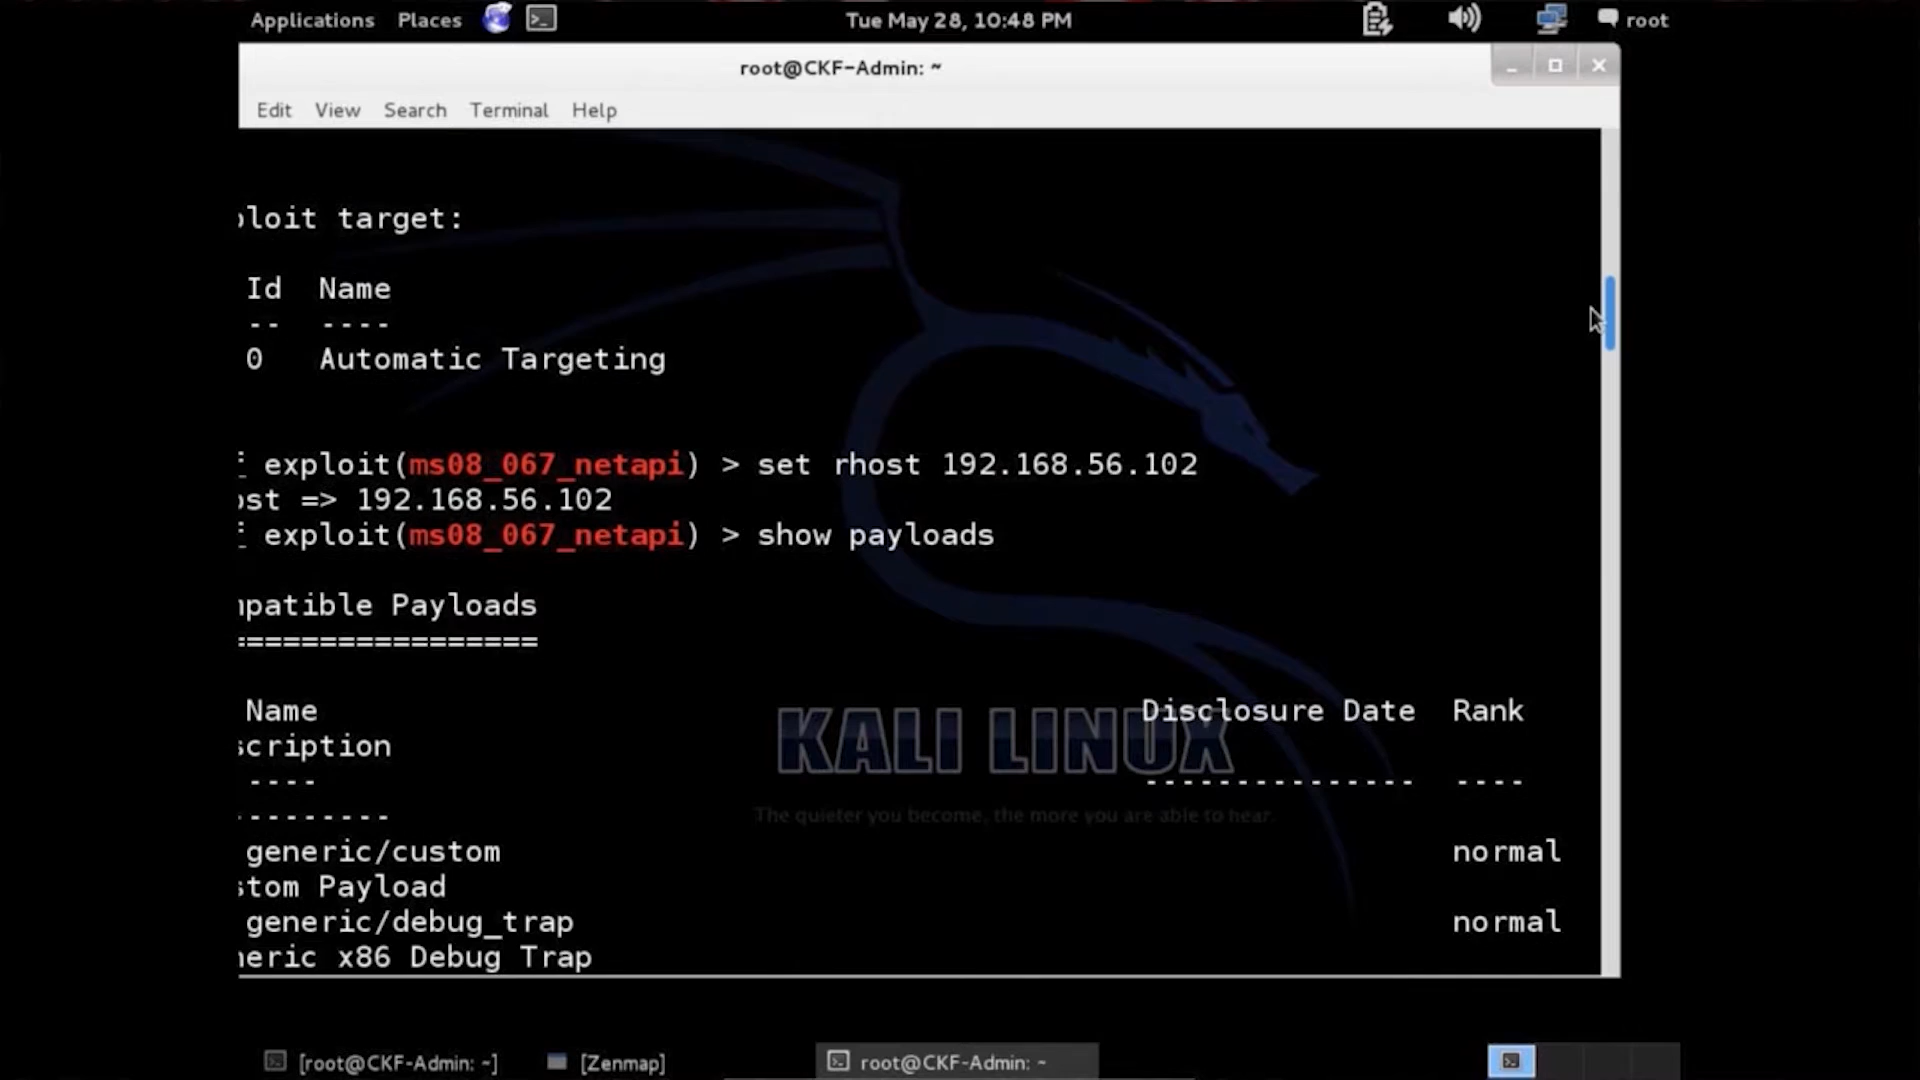 Applications Places Tue May 28, 10:48 PM root
root@CKF-Admin: ~
Edit View Search Terminal Help
ploit target:
Id Name
-- ----
0 Automatic Targeting
f exploit(ms08_067_netapi) > set rhost 192.168.56.102
ost => 192.168.56.102
f exploit(ms08_067_netapi) > show payloads
mpatible Payloads
=================
Name Disclosure Date Rank
scription
---- --------------- ----
---------
generic/custom normal
stom Payload
generic/debug_trap normal
neric x86 Debug Trap
KALI LINUX
The quieter you become, the more you are able to hear.
[root@CKF-Admin: ~] [Zenmap] root@CKF-Admin: ~